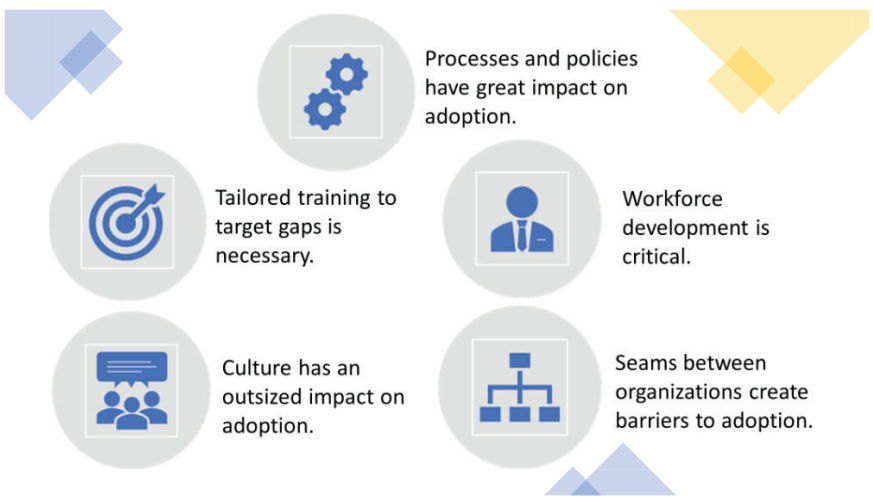 Processes and policies
have great impact on
adoption.
Tailored training to
target gaps is
necessary.
Workforce
development is
critical.
Culture has an
outsized impact on
adoption.
Seams between
organizations create
barriers to adoption.